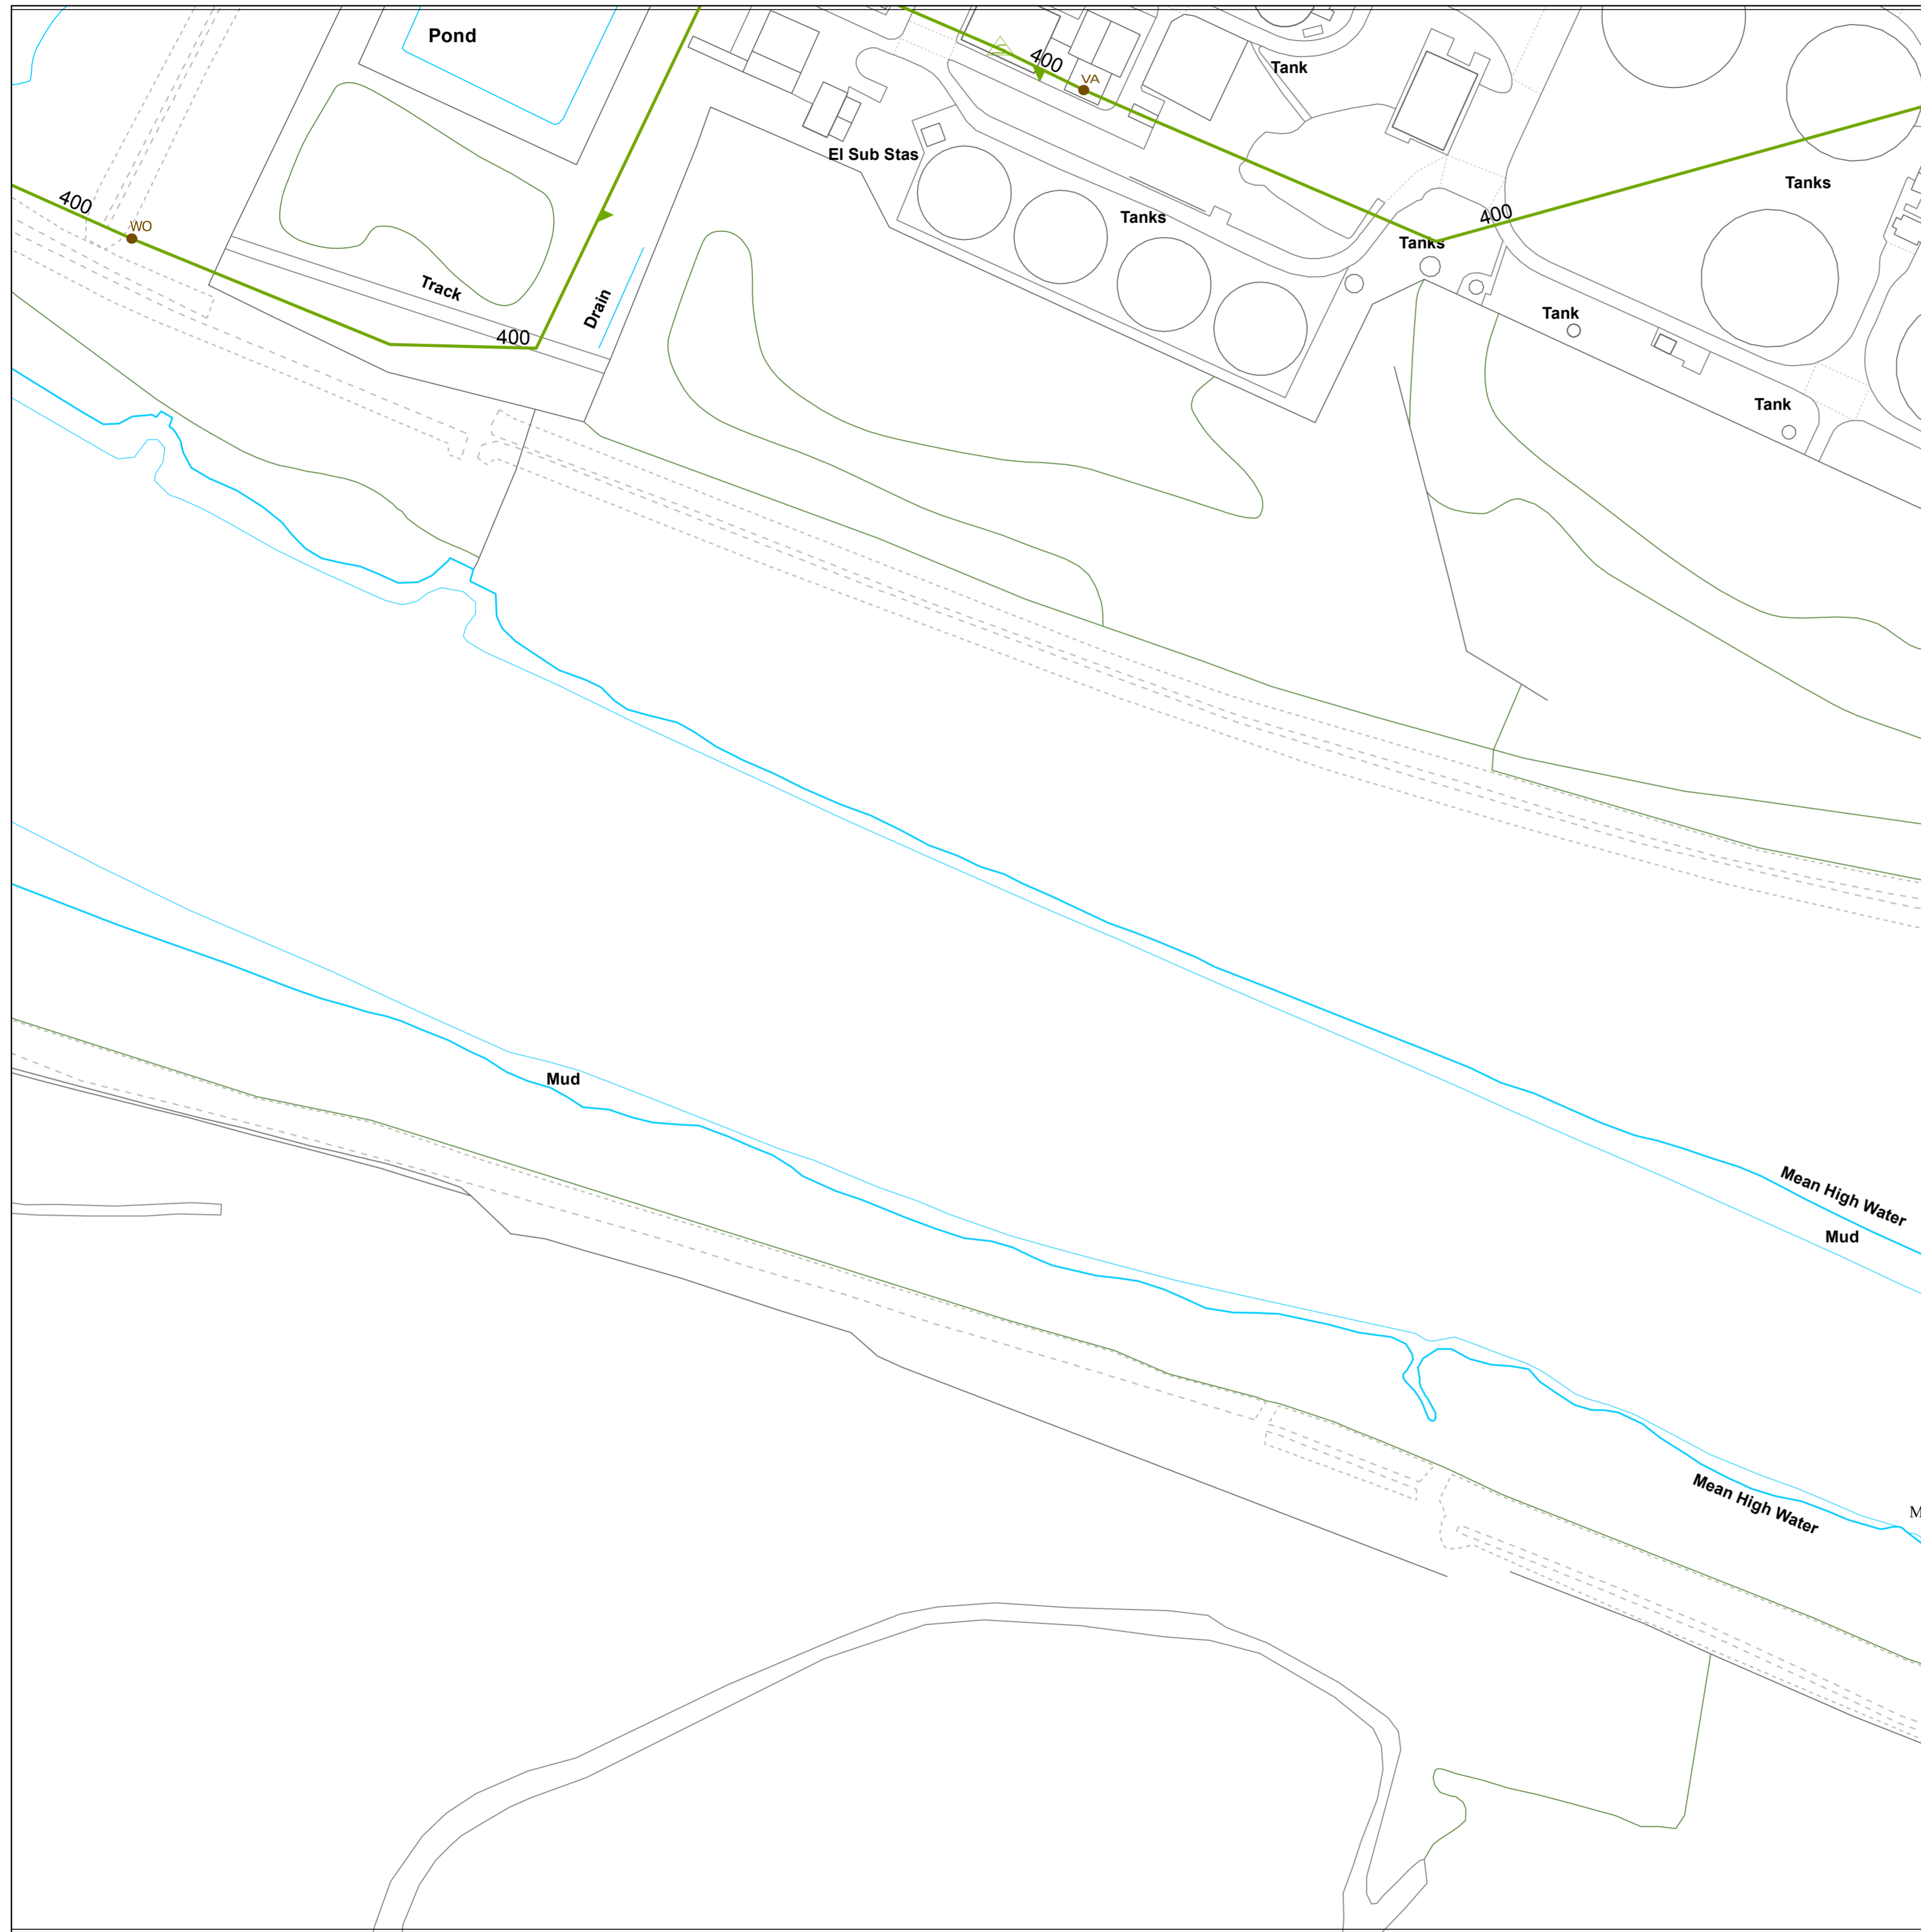 Pond
400
VA
Tank
El Sub Stas
Tanks
400
WO
Tanks
400
Tanks
Track
Drain
400
Tank
Tank
Mud
Mean High Water
Mud
Mean High Water
M